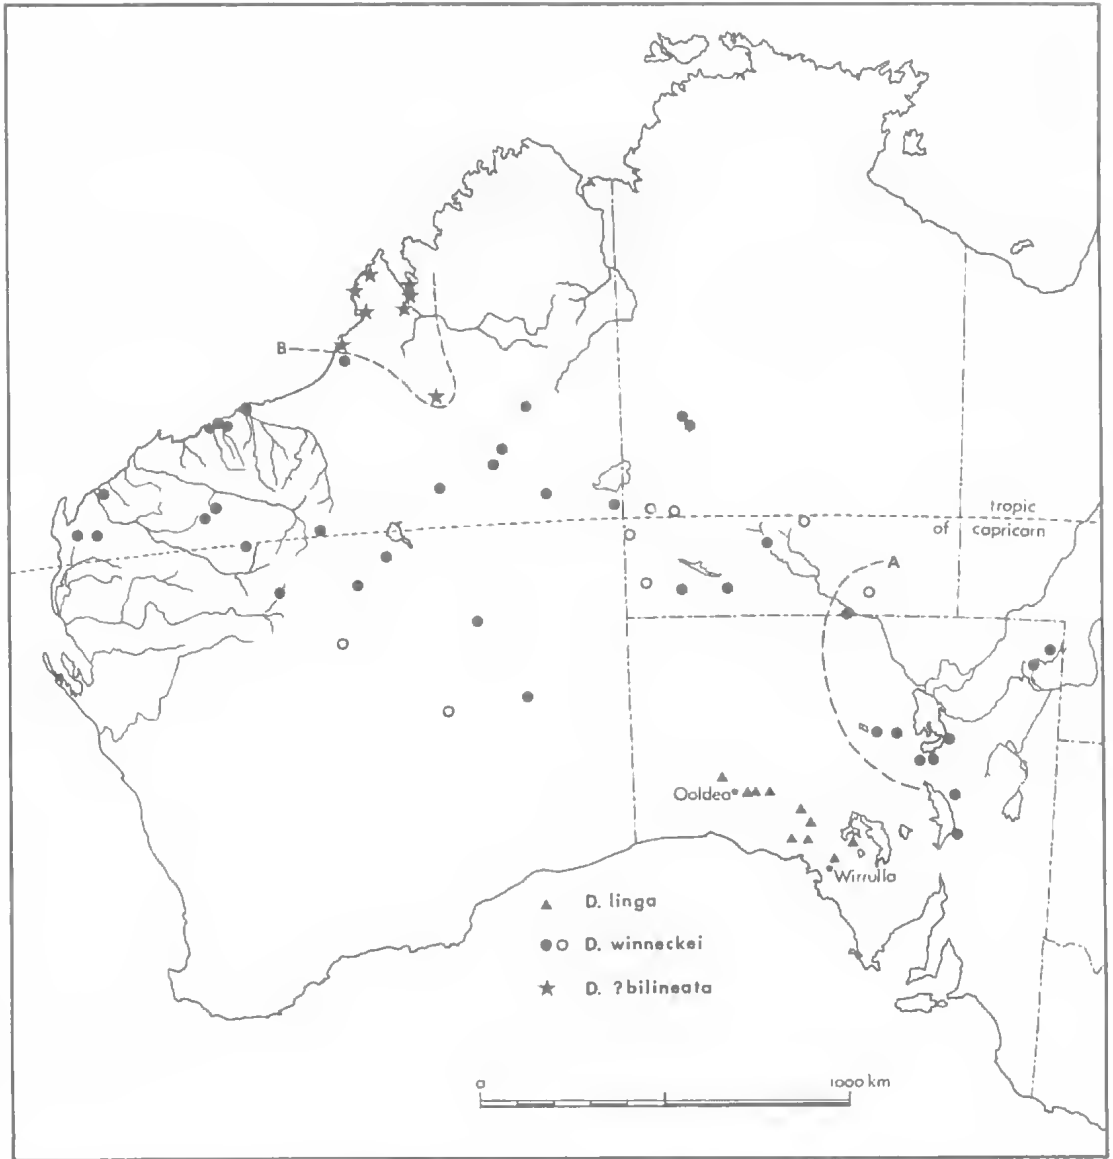 B
tropic
of capricorn
A
Ooldea
Wirrulla
D. linga
D. winneckei
D. ?bilineata
0 1000 km